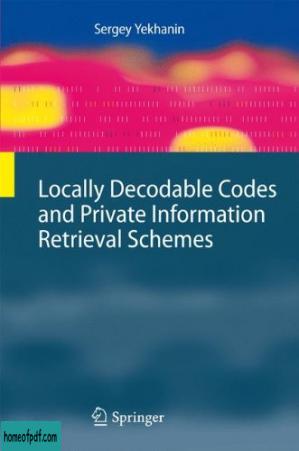 Sergey Yekhanin
Locally Decodable Codes
and Private Information
Retrieval Schemes
Springer
homeofpdf.com